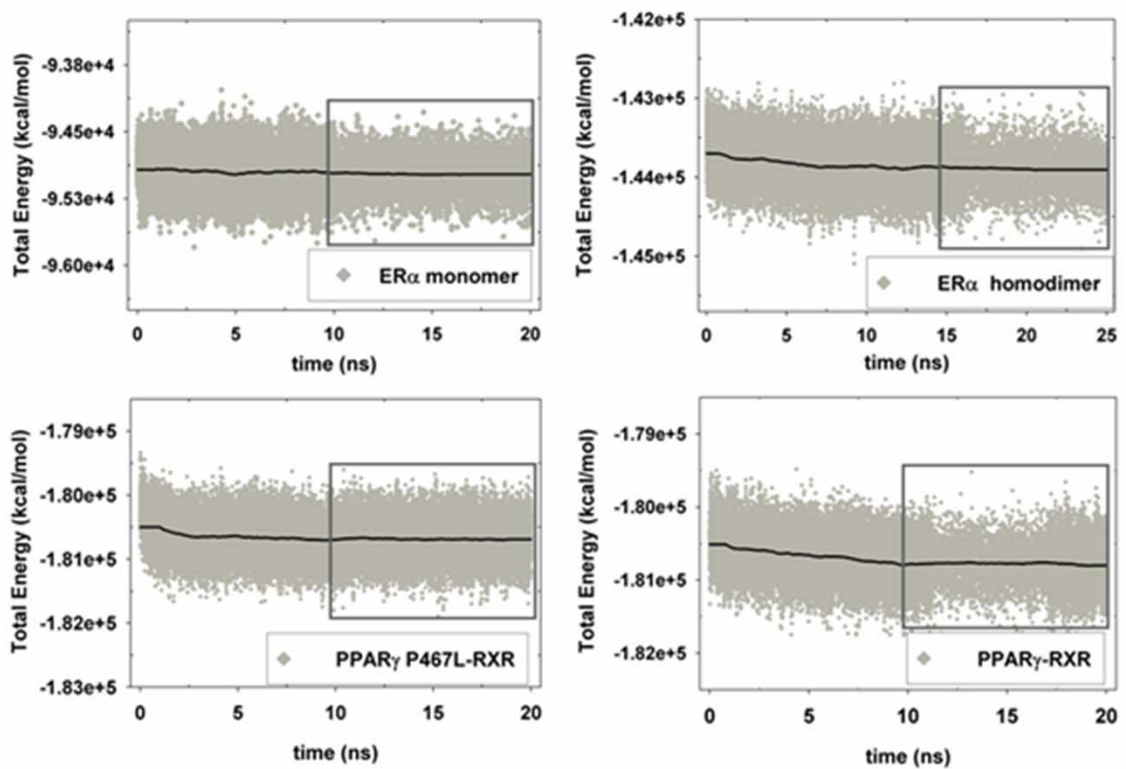 Total Energy (kcal/mol)
-9.38e+4
-9.45e+4
-9.53e+4
-9.60e+4
ERα monomer
0 5 10 15 20
time (ns)
Total Energy (kcal/mol)
-1.42e+5
-1.43e+5
-1.44e+5
-1.45e+5
ERα homodimer
0 5 10 15 20 25
time (ns)
Total Energy (kcal/mol)
-1.79e+5
-1.80e+5
-1.81e+5
-1.82e+5
-1.83e+5
PPARγ P467L-RXR
0 5 10 15 20
time (ns)
Total Energy (kcal/mol)
-1.79e+5
-1.80e+5
-1.81e+5
-1.82e+5
PPARγ-RXR
0 5 10 15 20
time (ns)